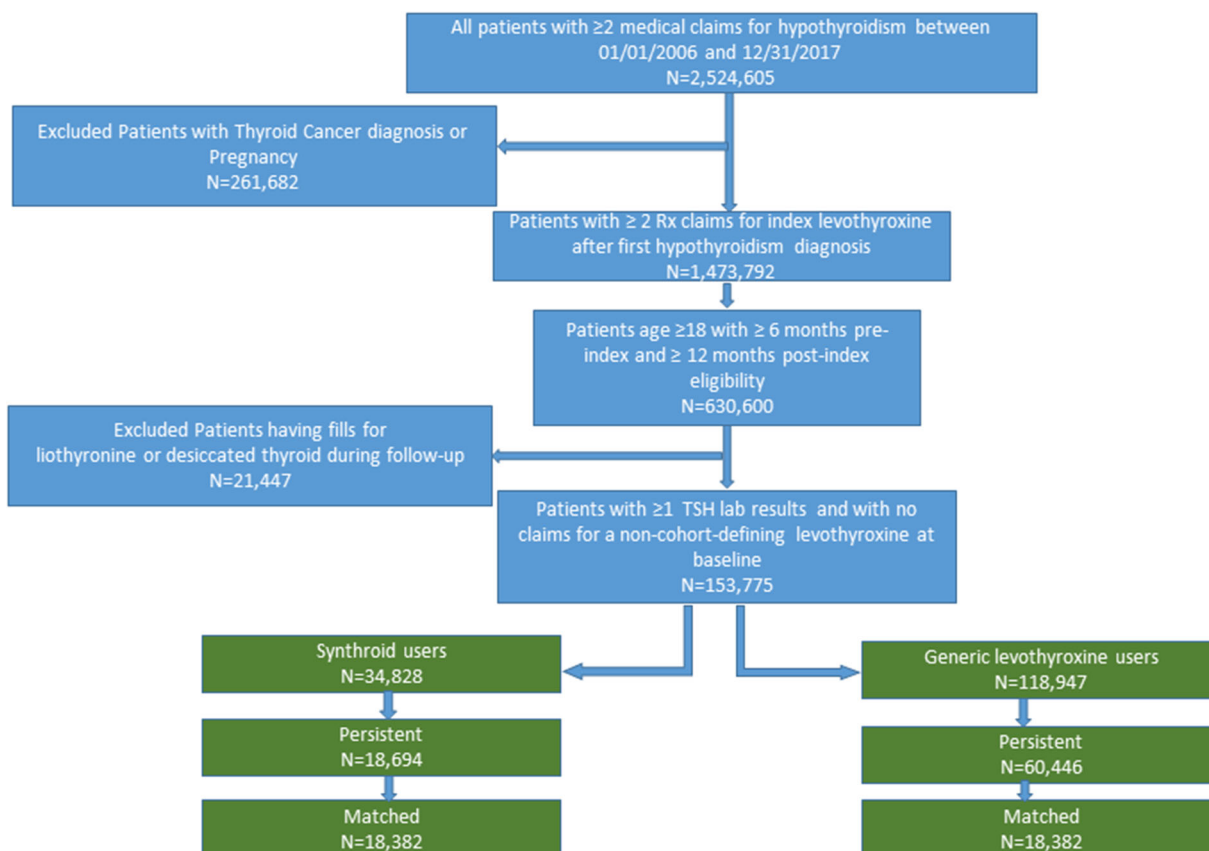 All patients with ≥2 medical claims for hypothyroidism between
01/01/2006 and 12/31/2017
N=2,524,605
Excluded Patients with Thyroid Cancer diagnosis or
Pregnancy
N=261,682
Patients with ≥ 2 Rx claims for index levothyroxine
after first hypothyroidism diagnosis
N=1,473,792
Patients age ≥18 with ≥ 6 months pre-
index and ≥ 12 months post-index
eligibility
N=630,600
Excluded Patients having fills for
liothyronine or desiccated thyroid during follow-up
N=21,447
Patients with ≥1 TSH lab results and with no
claims for a non-cohort-defining levothyroxine at
baseline
N=153,775
Synthroid users
N=34,828
Persistent
N=18,694
Matched
N=18,382
Generic levothyroxine users
N=118,947
Persistent
N=60,446
Matched
N=18,382